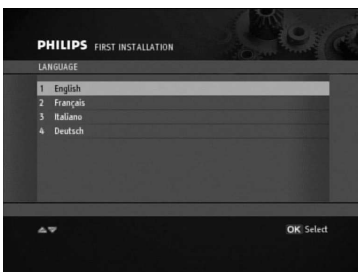 PHILIPS FIRST INSTALLATION
LANGUAGE
1 English
2 Français
3 Italiano
4 Deutsch
OK Select